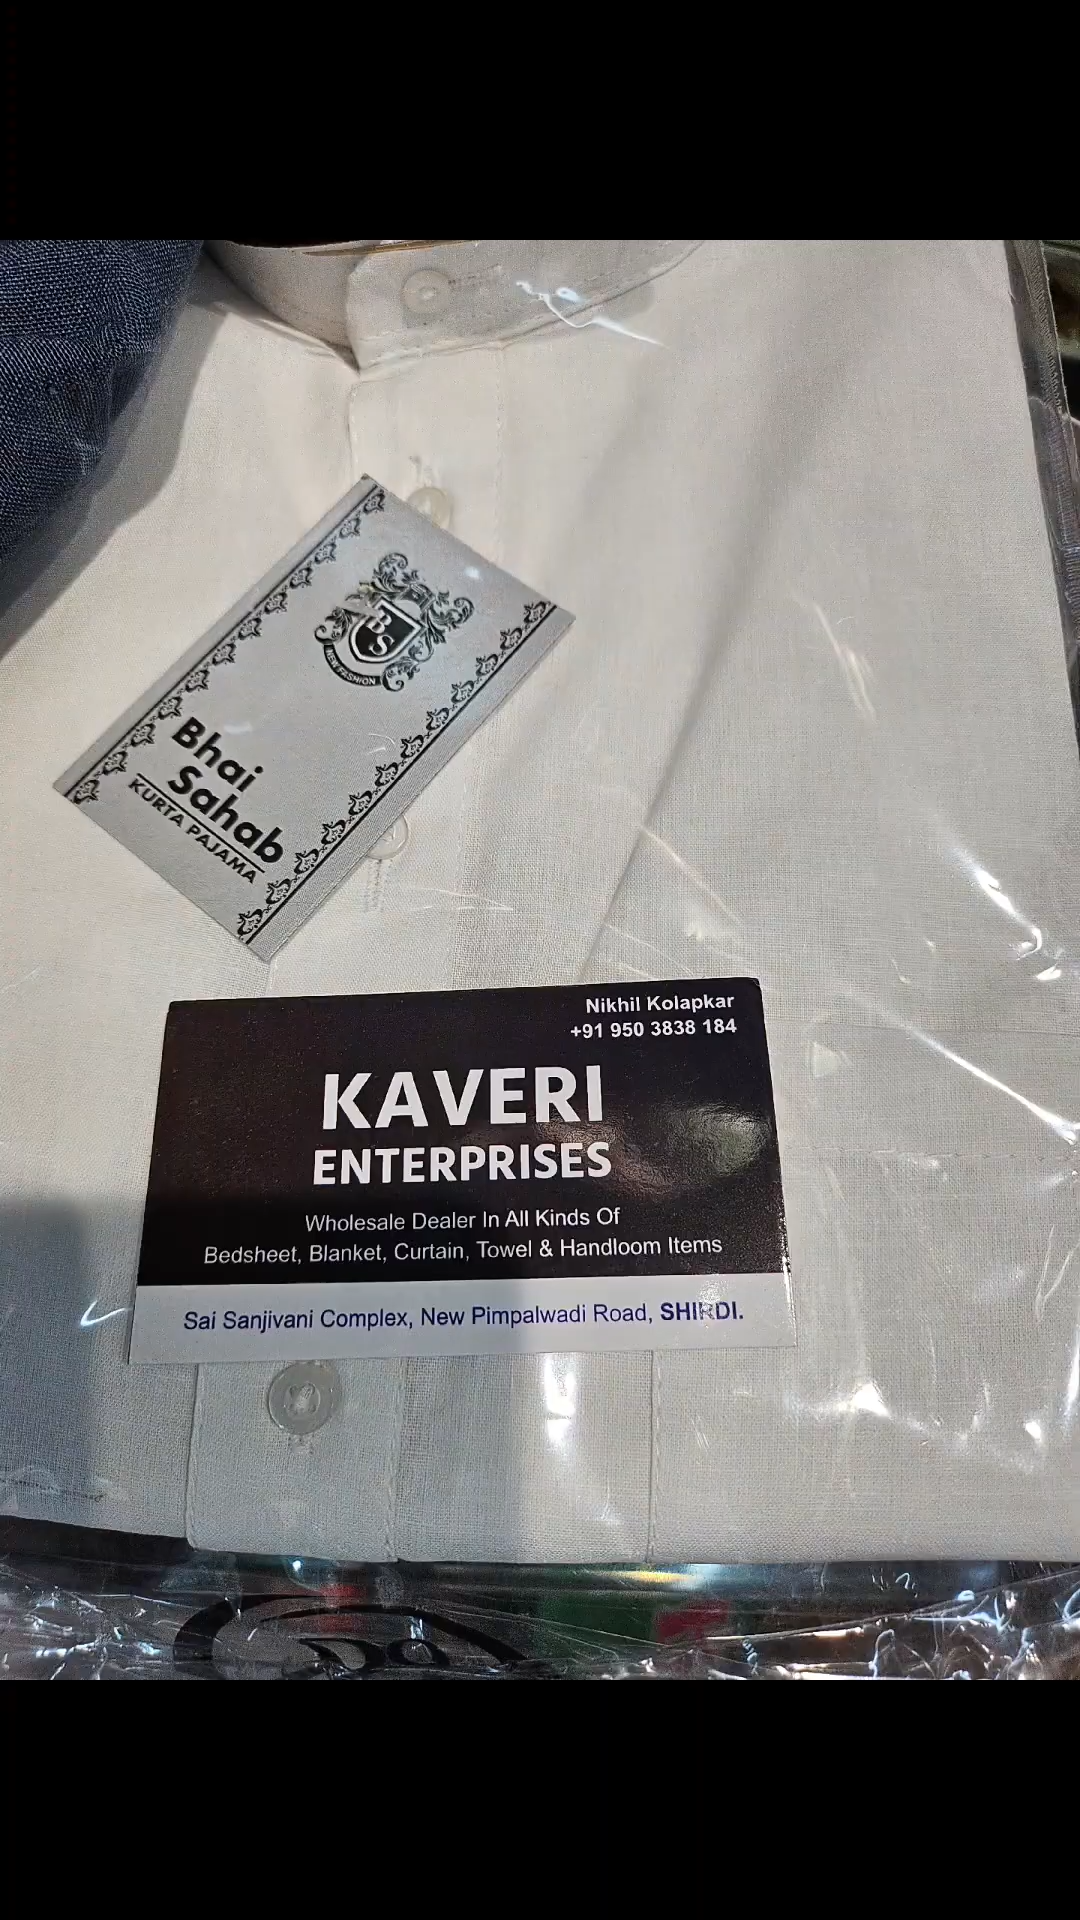 ABS
NEW FASHION
Bhai
Sahab
KURTA PAJAMA
Nikhil Kolapkar
+91 950 3838 184
KAVERI
ENTERPRISES
Wholesale Dealer In All Kinds Of
Bedsheet, Blanket, Curtain, Towel & Handloom Items
Sai Sanjivani Complex, New Pimpalwadi Road, SHIRDI.